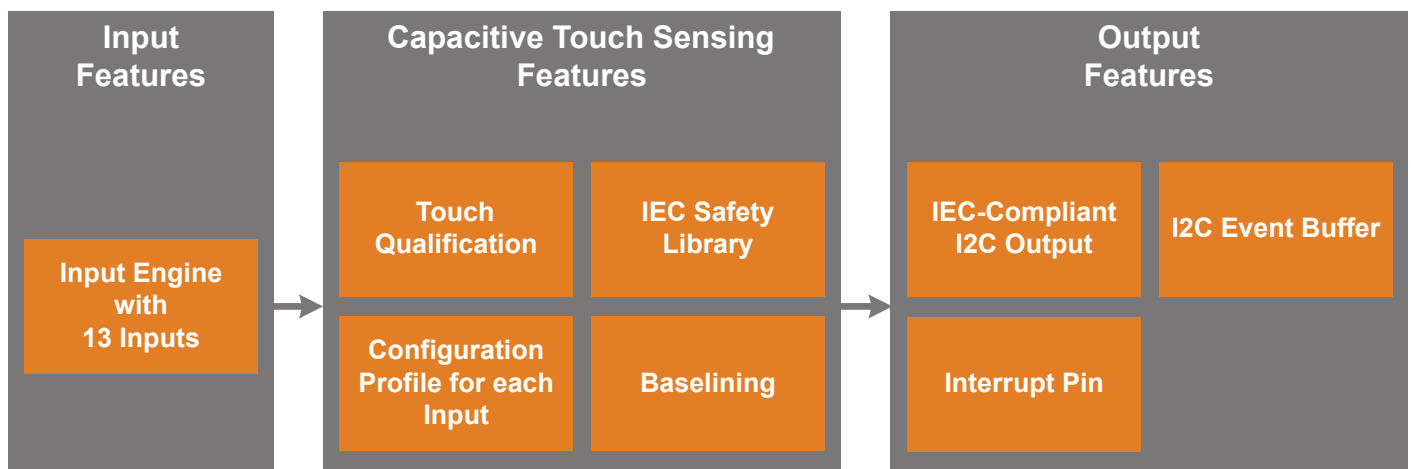 Input
Features
Input Engine
with
13 Inputs
Capacitive Touch Sensing
Features
Touch
Qualification
IEC Safety
Library
Configuration
Profile for each
Input
Baselining
Output
Features
IEC-Compliant
I2C Output
I2C Event Buffer
Interrupt Pin